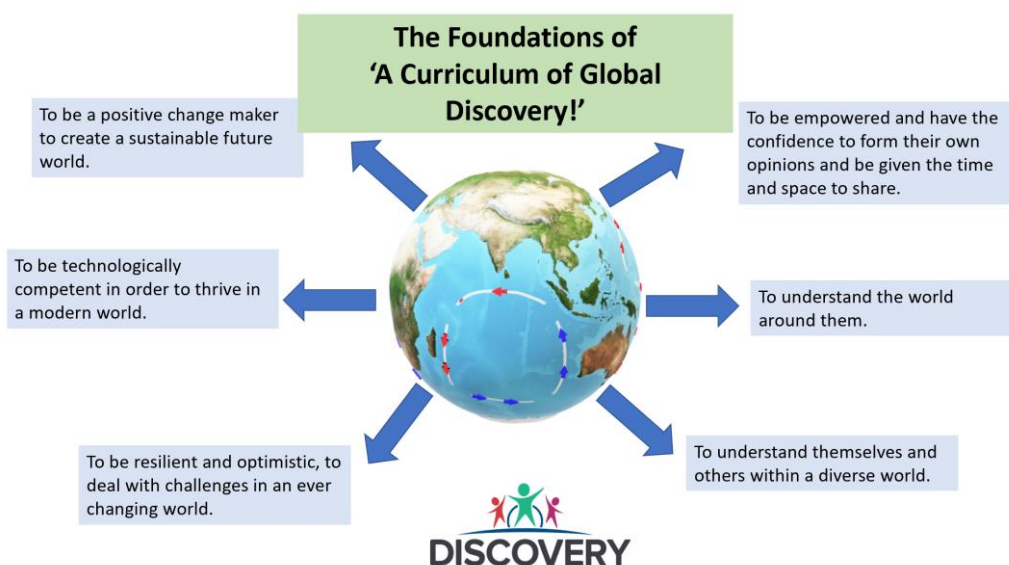 The Foundations of
‘A Curriculum of Global
Discovery!’
To be a positive change maker
to create a sustainable future
world.
To be empowered and have the
confidence to form their own
opinions and be given the time
and space to share.
To be technologically
competent in order to thrive in
a modern world.
To understand the world
around them.
To be resilient and optimistic, to
deal with challenges in an ever
changing world.
To understand themselves and
others within a diverse world.
DISCOVERY